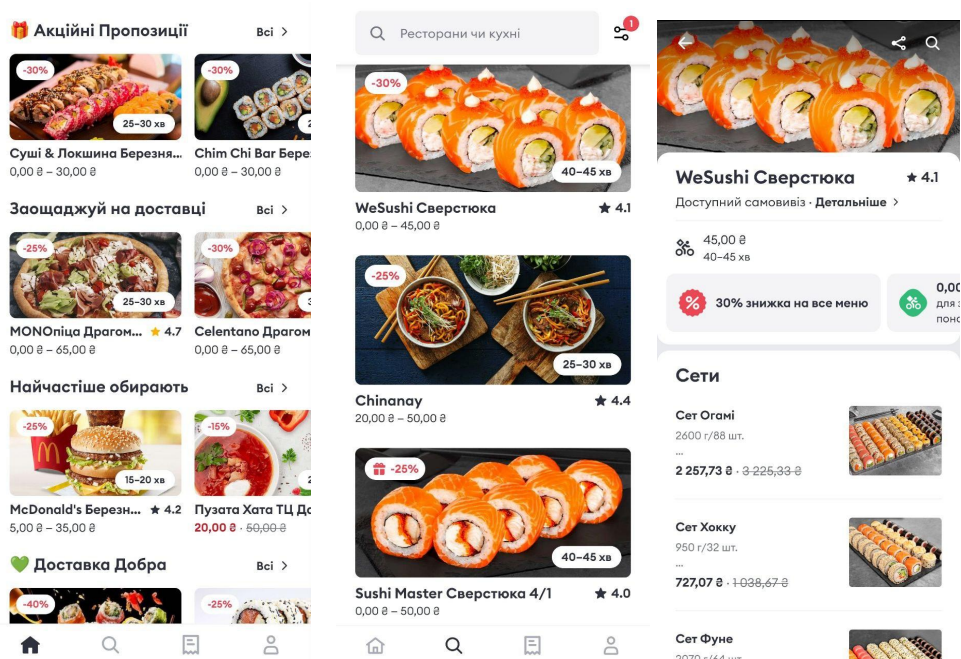 🎁 Акційні Пропозиції
Всі >
-30%
25–30 хв
-30%
Суші & Локшина Березня...
Chim Chi Bar Бере
0,00 ₴ – 30,00 ₴
0,00 ₴ – 30,00 ₴
Заощаджуй на доставці
Всі >
-25%
25–30 хв
-30%
MONOпіца Драгом... ★ 4.7
Celentano Драгом
0,00 ₴ – 65,00 ₴
0,00 ₴ – 65,00 ₴
Найчастіше обирають
Всі >
-25%
15–20 хв
-15%
McDonald's Березн... ★ 4.2
Пузата Хата ТЦ До
5,00 ₴ – 35,00 ₴
20,00 ₴ · 50,00 ₴
💚 Доставка Добра
Всі >
-40%
-25%
Ресторани чи кухні
1
-30%
40–45 хв
WeSushi Сверстюка
★ 4.1
0,00 ₴ – 45,00 ₴
-25%
25–30 хв
Chinanay
★ 4.4
20,00 ₴ – 50,00 ₴
-25%
40–45 хв
Sushi Master Сверстюка 4/1
★ 4.0
0,00 ₴ – 50,00 ₴
WeSushi Сверстюка
★ 4.1
Доступний самовивіз · Детальніше >
45,00 ₴
40–45 хв
30% знижка на все меню
0,00
для з
пона
Сети
Сет Огамі
2600 г/88 шт.
...
2 257,73 ₴ · 3 225,33 ₴
Сет Хокку
950 г/32 шт.
...
727,07 ₴ · 1 038,67 ₴
Сет Фуне
2070 г/64 шт.